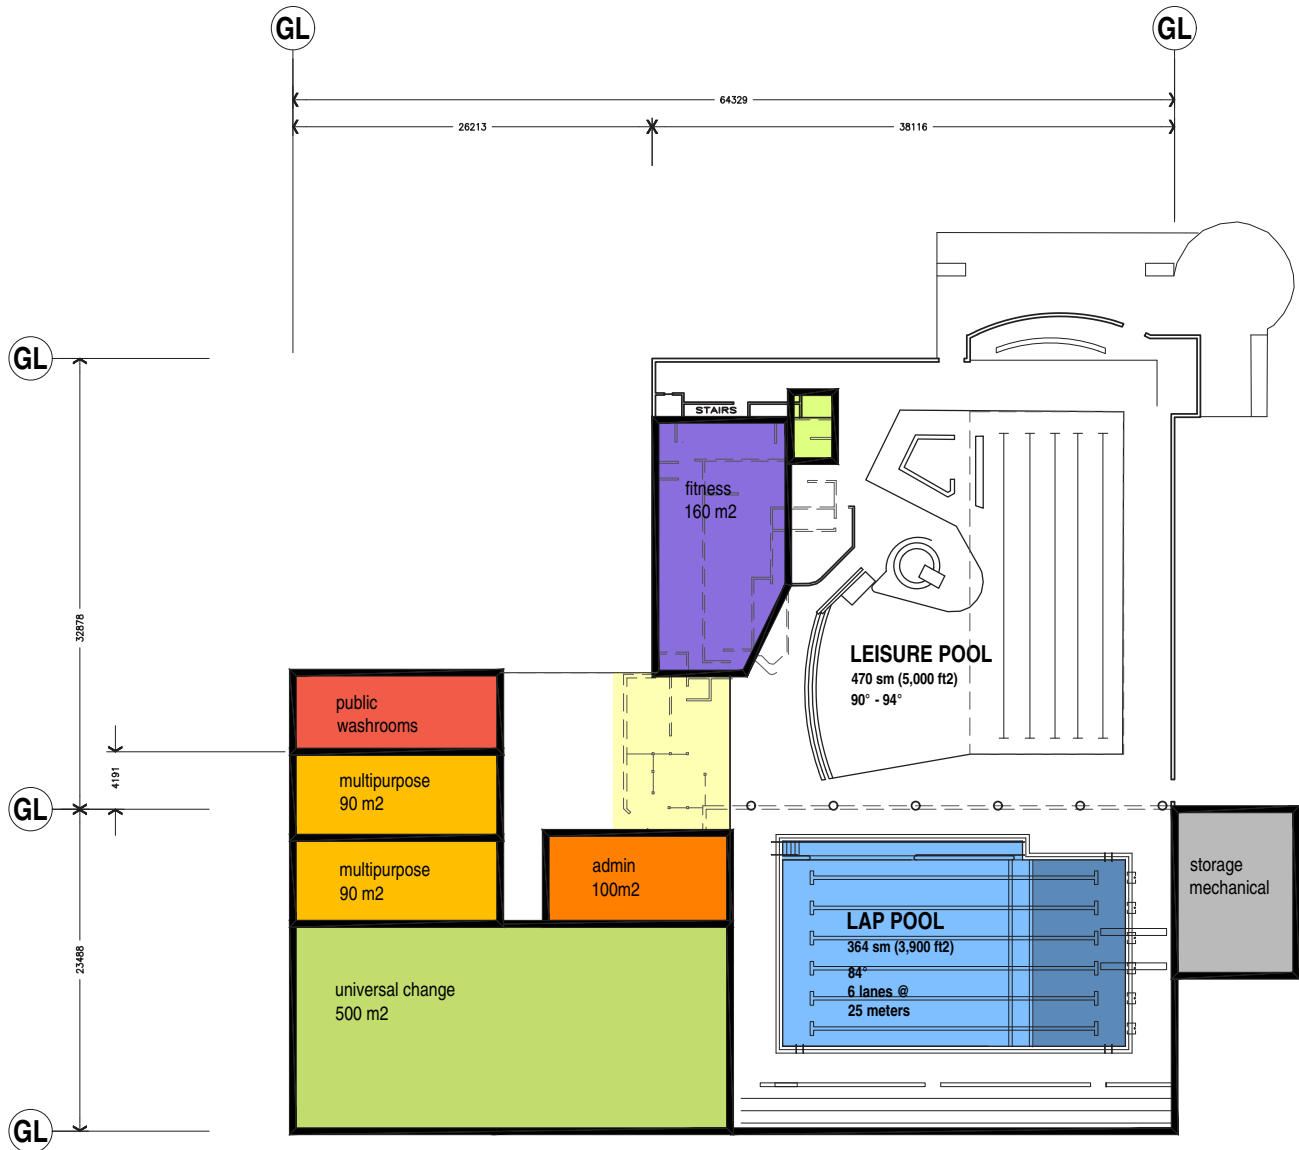 GL
GL
64329
26213
38116
GL
STAIRS
fitness
160 m2
32878
LEISURE POOL
470 sm (5,000 ft2)
90° - 94°
public
washrooms
4191
multipurpose
90 m2
GL
multipurpose
90 m2
admin
100m2
storage
mechanical
LAP POOL
364 sm (3,900 ft2)
84°
6 lanes @
25 meters
23488
universal change
500 m2
GL